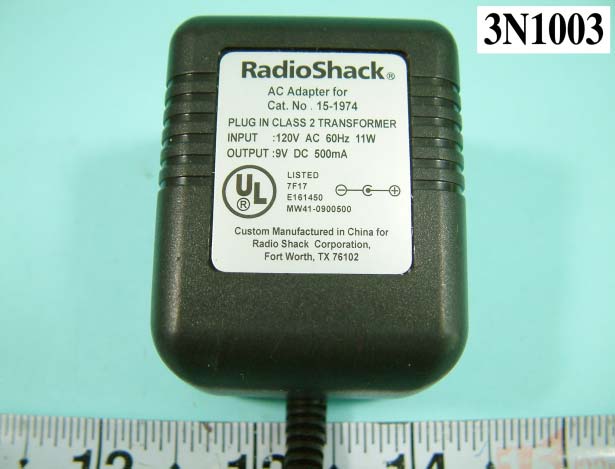 3N1003
RadioShack®
AC Adapter for
Cat. No . 15-1974
PLUG IN CLASS 2 TRANSFORMER
INPUT :120V AC 60Hz 11W
OUTPUT :9V DC 500mA
UL®
LISTED
7F17
E161450
MW41-0900500
Custom Manufactured in China for
Radio Shack Corporation,
Fort Worth, TX 76102
12 13 14